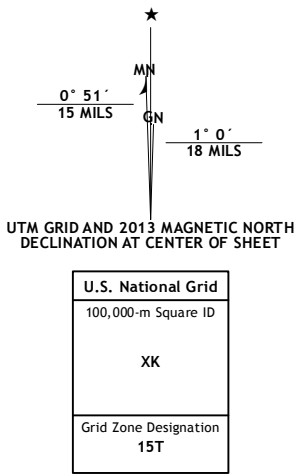 ★
MN
0° 51´
15 MILS
GN
1° 0´
18 MILS
UTM GRID AND 2013 MAGNETIC NORTH
DECLINATION AT CENTER OF SHEET
U.S. National Grid
100,000-m Square ID
XK
Grid Zone Designation
15T